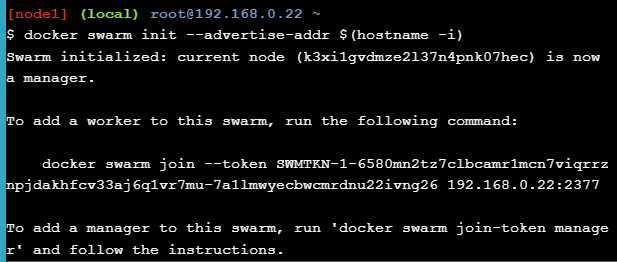 [node1] (local) root@192.168.0.22 ~
$ docker swarm init --advertise-addr $(hostname -i)
Swarm initialized: current node (k3xi1gvdmze2l37n4pnk07hec) is now
a manager.
To add a worker to this swarm, run the following command:
docker swarm join --token SWMTKN-1-6580mn2tz7clbcamr1mcn7viqrrz
npjdakhfcv33aj6q1vr7mu-7a1lmwyecbwcmrdnu22ivng26 192.168.0.22:2377
To add a manager to this swarm, run 'docker swarm join-token manage
r' and follow the instructions.